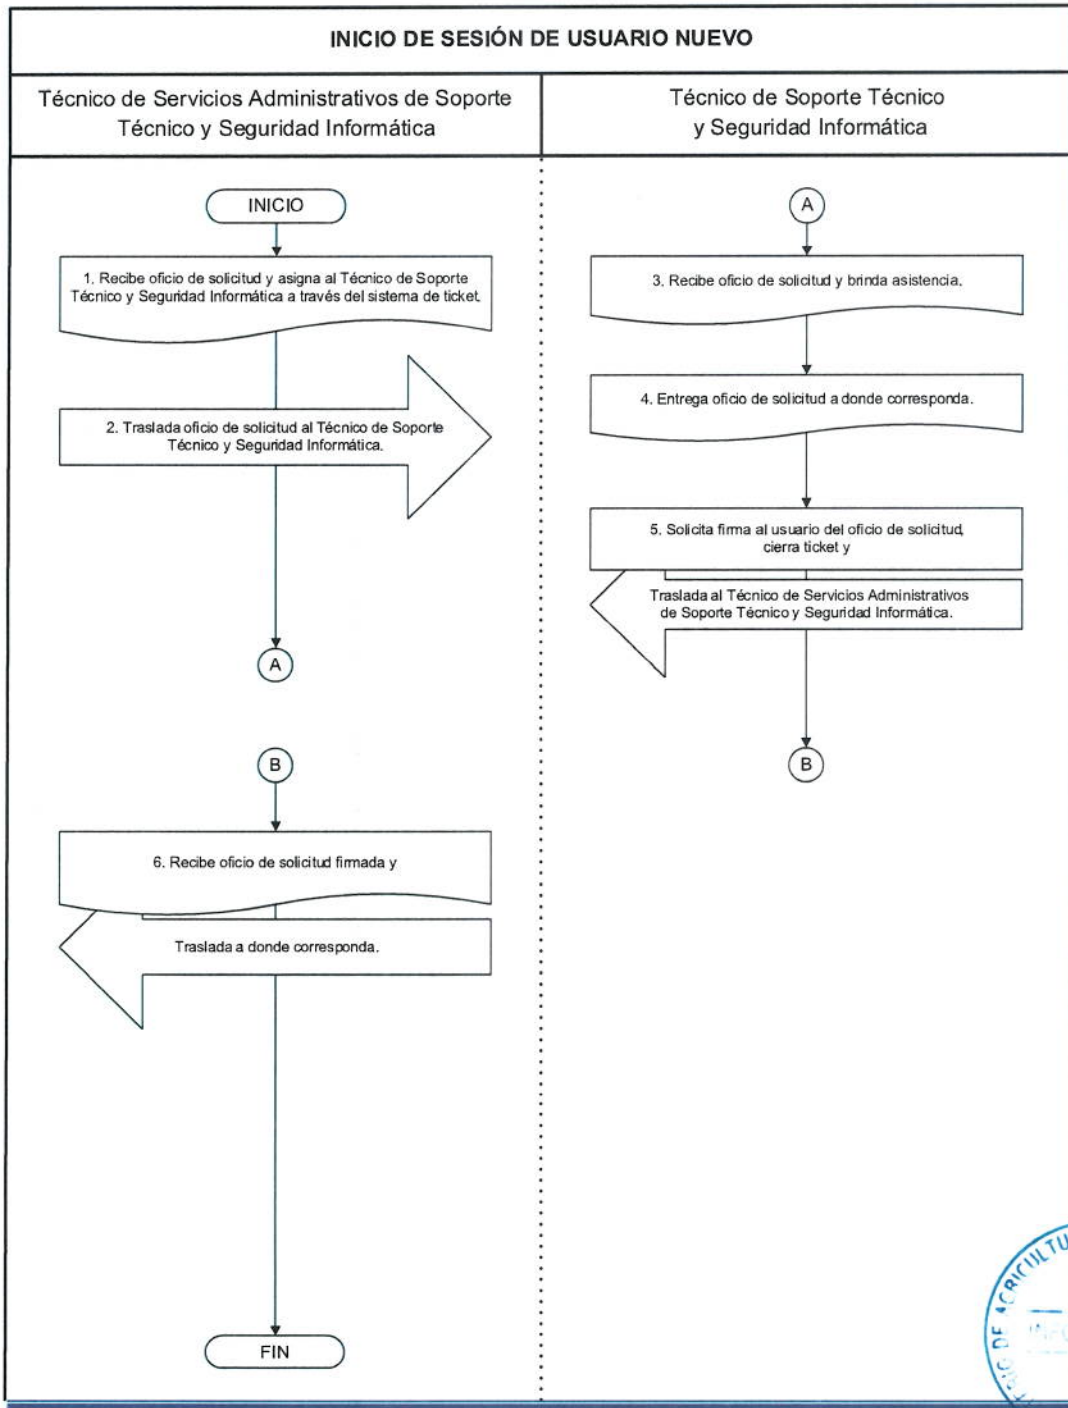 INICIO DE SESIÓN DE USUARIO NUEVO
Técnico de Servicios Administrativos de Soporte
Técnico y Seguridad Informática
Técnico de Soporte Técnico
y Seguridad Informática
INICIO
1. Recibe oficio de solicitud y asigna al Técnico de Soporte
Técnico y Seguridad Informática a través del sistema de ticket.
2. Traslada oficio de solicitud al Técnico de Soporte
Técnico y Seguridad Informática.
A
A
3. Recibe oficio de solicitud y brinda asistencia.
4. Entrega oficio de solicitud a donde corresponda.
5. Solicita firma al usuario del oficio de solicitud,
cierra ticket y
Traslada al Técnico de Servicios Administrativos
de Soporte Técnico y Seguridad Informática.
B
B
6. Recibe oficio de solicitud firmada y
Traslada a donde corresponda.
FIN
DE